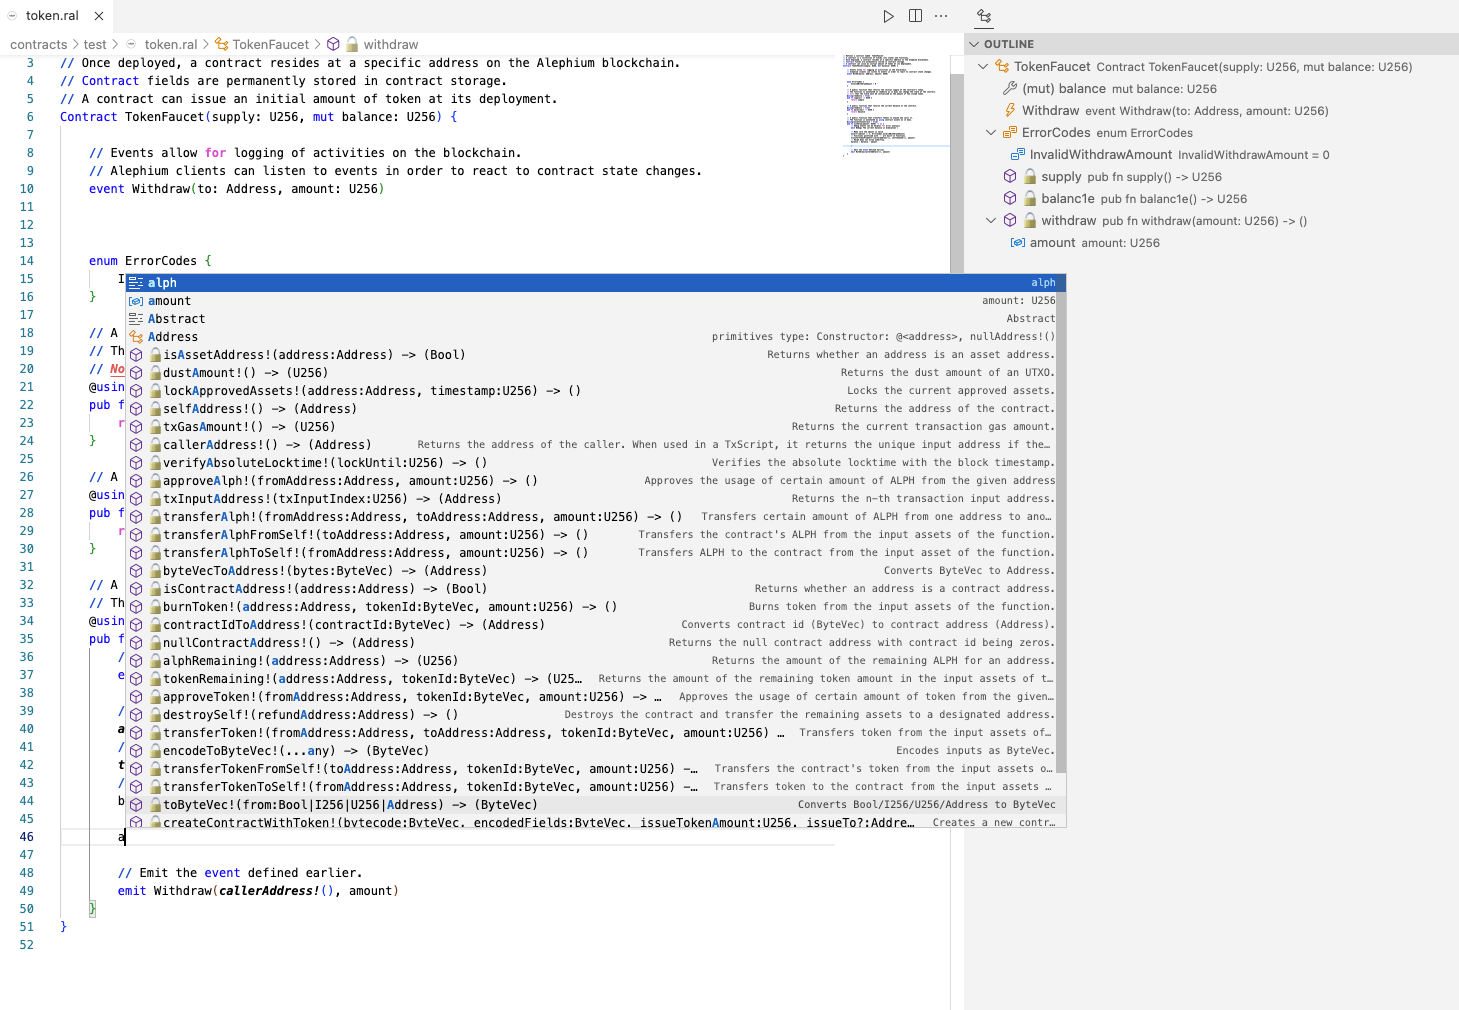 token.ral
contracts > test > token.ral > TokenFaucet > withdraw
3 // Once deployed, a contract resides at a specific address on the Alephium blockchain.
4 // Contract fields are permanently stored in contract storage.
5 // A contract can issue an initial amount of token at its deployment.
6 Contract TokenFaucet(supply: U256, mut balance: U256) {
7
8 // Events allow for logging of activities on the blockchain.
9 // Alephium clients can listen to events in order to react to contract state changes.
10 event Withdraw(to: Address, amount: U256)
11
12
13
14 enum ErrorCodes {
15 I
16 }
17
18 // A
19 // Th
20 // No
21 @usin
22 pub f
23 r
24 }
25
26 // A
27 @usin
28 pub f
29 r
30 }
31
32 // A
33 // Th
34 @usin
35 pub f
36 /
37 e
38
39 /
40 a
41 /
42 t
43 /
44 b
45
46 a
47
48 // Emit the event defined earlier.
49 emit Withdraw(callerAddress!(), amount)
50 }
51 }
52
alph alph
amount amount: U256
Abstract Abstract
Address primitives type: Constructor: @<address>, nullAddress!()
isAssetAddress!(address:Address) -> (Bool) Returns whether an address is an asset address.
dustAmount!() -> (U256) Returns the dust amount of an UTXO.
lockApprovedAssets!(address:Address, timestamp:U256) -> () Locks the current approved assets.
selfAddress!() -> (Address) Returns the address of the contract.
txGasAmount!() -> (U256) Returns the current transaction gas amount.
callerAddress!() -> (Address) Returns the address of the caller. When used in a TxScript, it returns the unique input address if the…
verifyAbsoluteLocktime!(lockUntil:U256) -> () Verifies the absolute locktime with the block timestamp.
approveAlph!(fromAddress:Address, amount:U256) -> () Approves the usage of certain amount of ALPH from the given address
txInputAddress!(txInputIndex:U256) -> (Address) Returns the n-th transaction input address.
transferAlph!(fromAddress:Address, toAddress:Address, amount:U256) -> () Transfers certain amount of ALPH from one address to ano…
transferAlphFromSelf!(toAddress:Address, amount:U256) -> () Transfers the contract's ALPH from the input asset of the function.
transferAlphToSelf!(fromAddress:Address, amount:U256) -> () Transfers ALPH to the contract from the input asset of the function.
byteVecToAddress!(bytes:ByteVec) -> (Address) Converts ByteVec to Address.
isContractAddress!(address:Address) -> (Bool) Returns whether an address is a contract address.
burnToken!(address:Address, tokenId:ByteVec, amount:U256) -> () Burns token from the input assets of the function.
contractIdToAddress!(contractId:ByteVec) -> (Address) Converts contract id (ByteVec) to contract address (Address).
nullContractAddress!() -> (Address) Returns the null contract address with contract id being zeros.
alphRemaining!(address:Address) -> (U256) Returns the amount of the remaining ALPH for an address.
tokenRemaining!(address:Address, tokenId:ByteVec) -> (U25… Returns the amount of the remaining token amount in the input assets of t…
approveToken!(fromAddress:Address, tokenId:ByteVec, amount:U256) -> … Approves the usage of certain amount of token from the given…
destroySelf!(refundAddress:Address) -> () Destroys the contract and transfer the remaining assets to a designated address.
transferToken!(fromAddress:Address, toAddress:Address, tokenId:ByteVec, amount:U256) … Transfers token from the input assets of…
encodeToByteVec!(...any) -> (ByteVec) Encodes inputs as ByteVec.
transferTokenFromSelf!(toAddress:Address, tokenId:ByteVec, amount:U256) -… Transfers the contract's token from the input assets o…
transferTokenToSelf!(fromAddress:Address, tokenId:ByteVec, amount:U256) -… Transfers token to the contract from the input assets …
toByteVec!(from:Bool|I256|U256|Address) -> (ByteVec) Converts Bool/I256/U256/Address to ByteVec
createContractWithToken!(bytecode:ByteVec, encodedFields:ByteVec, issueTokenAmount:U256, issueTo?:Addre… Creates a new contr…
OUTLINE
TokenFaucet Contract TokenFaucet(supply: U256, mut balance: U256)
(mut) balance mut balance: U256
Withdraw event Withdraw(to: Address, amount: U256)
ErrorCodes enum ErrorCodes
InvalidWithdrawAmount InvalidWithdrawAmount = 0
supply pub fn supply() -> U256
balanc1e pub fn balanc1e() -> U256
withdraw pub fn withdraw(amount: U256) -> ()
amount amount: U256